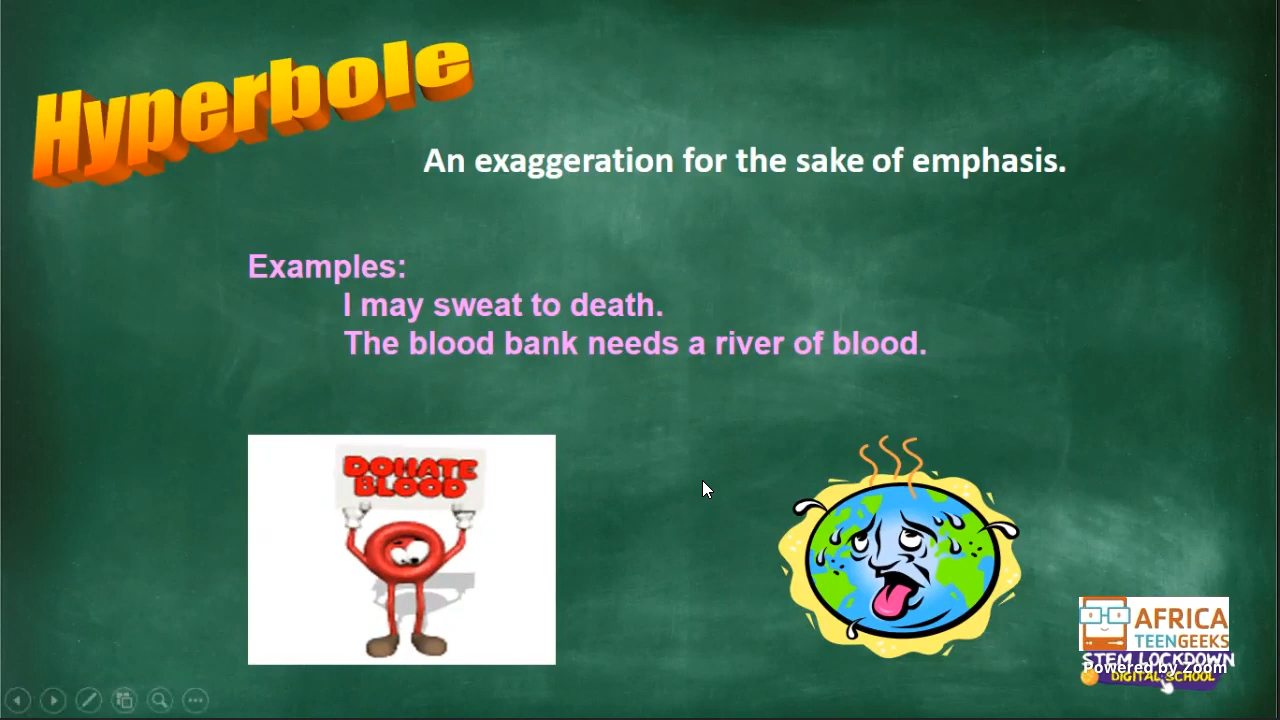 Hyperbole
An exaggeration for the sake of emphasis.
Examples:
I may sweat to death.
The blood bank needs a river of blood.
DONATE
BLOOD
AFRICA
TEENGEEKS
STEM LOCKDOWN
Powered by Zoom
DIGITAL SCHOOL